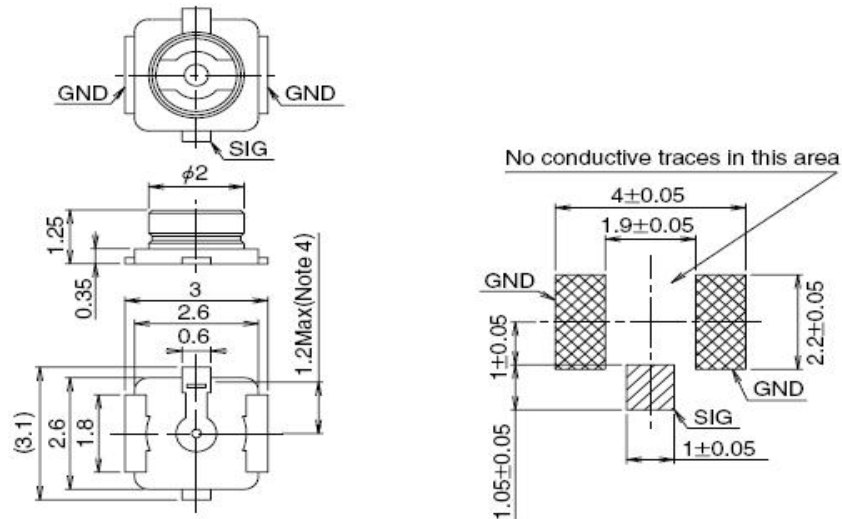 GND
GND
SIG
ϕ2
1.25
0.35
3
2.6
0.6
1.2Max(Note 4)
(3.1)
2.6
1.8
No conductive traces in this area
4±0.05
1.9±0.05
GND
1±0.05
2.2±0.05
GND
SIG
1.05±0.05
1±0.05